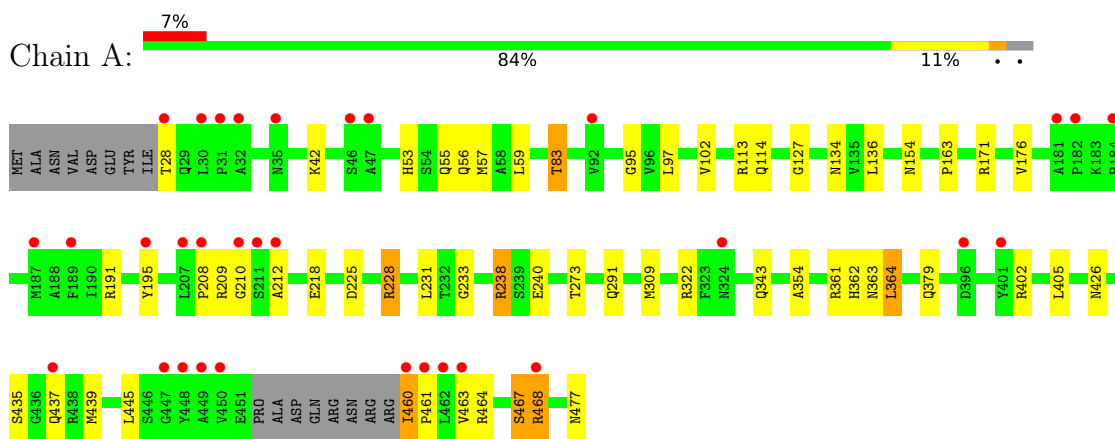 7%
Chain A:
84% 11% • •
MET ALA ASN VAL ASP GLU TYR ILE T28 Q29 L30 P31 A32 N35 K42 S46 A47 H53 S54 Q55 Q56 M57 A58 L59 T83 V92 G95 V96 L97 V102 R113 Q114 G127 N134 V135 L136 N154 P163 R171 V176 A181 P182 K183
M187 A188 F189 I190 R191 Y195 L207 P208 R209 G210 S211 A212 E218 D225 R228 L231 T232 G233 R238 S239 E240 T273 Q291 M309 R322 F323 N324 Q343 A354 R361 H362 N363 L364 Q379 D396 Y401 R402 L405 N426
S435 G436 Q437 R438 M439 L445 S446 G447 Y448 A449 V450 E451 PRO ALA ASP GLN ARG ASN ARG ARG I460 P461 L462 V463 R464 S467 R468 N477